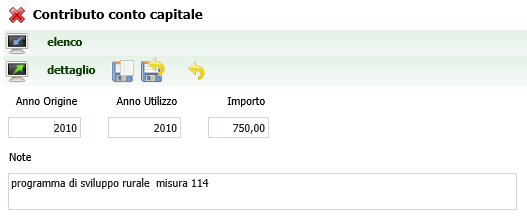 Contributo conto capitale
elenco
dettaglio
Anno Origine Anno Utilizzo Importo
2010 2010 750,00
Note
programma di sviluppo rurale misura 114